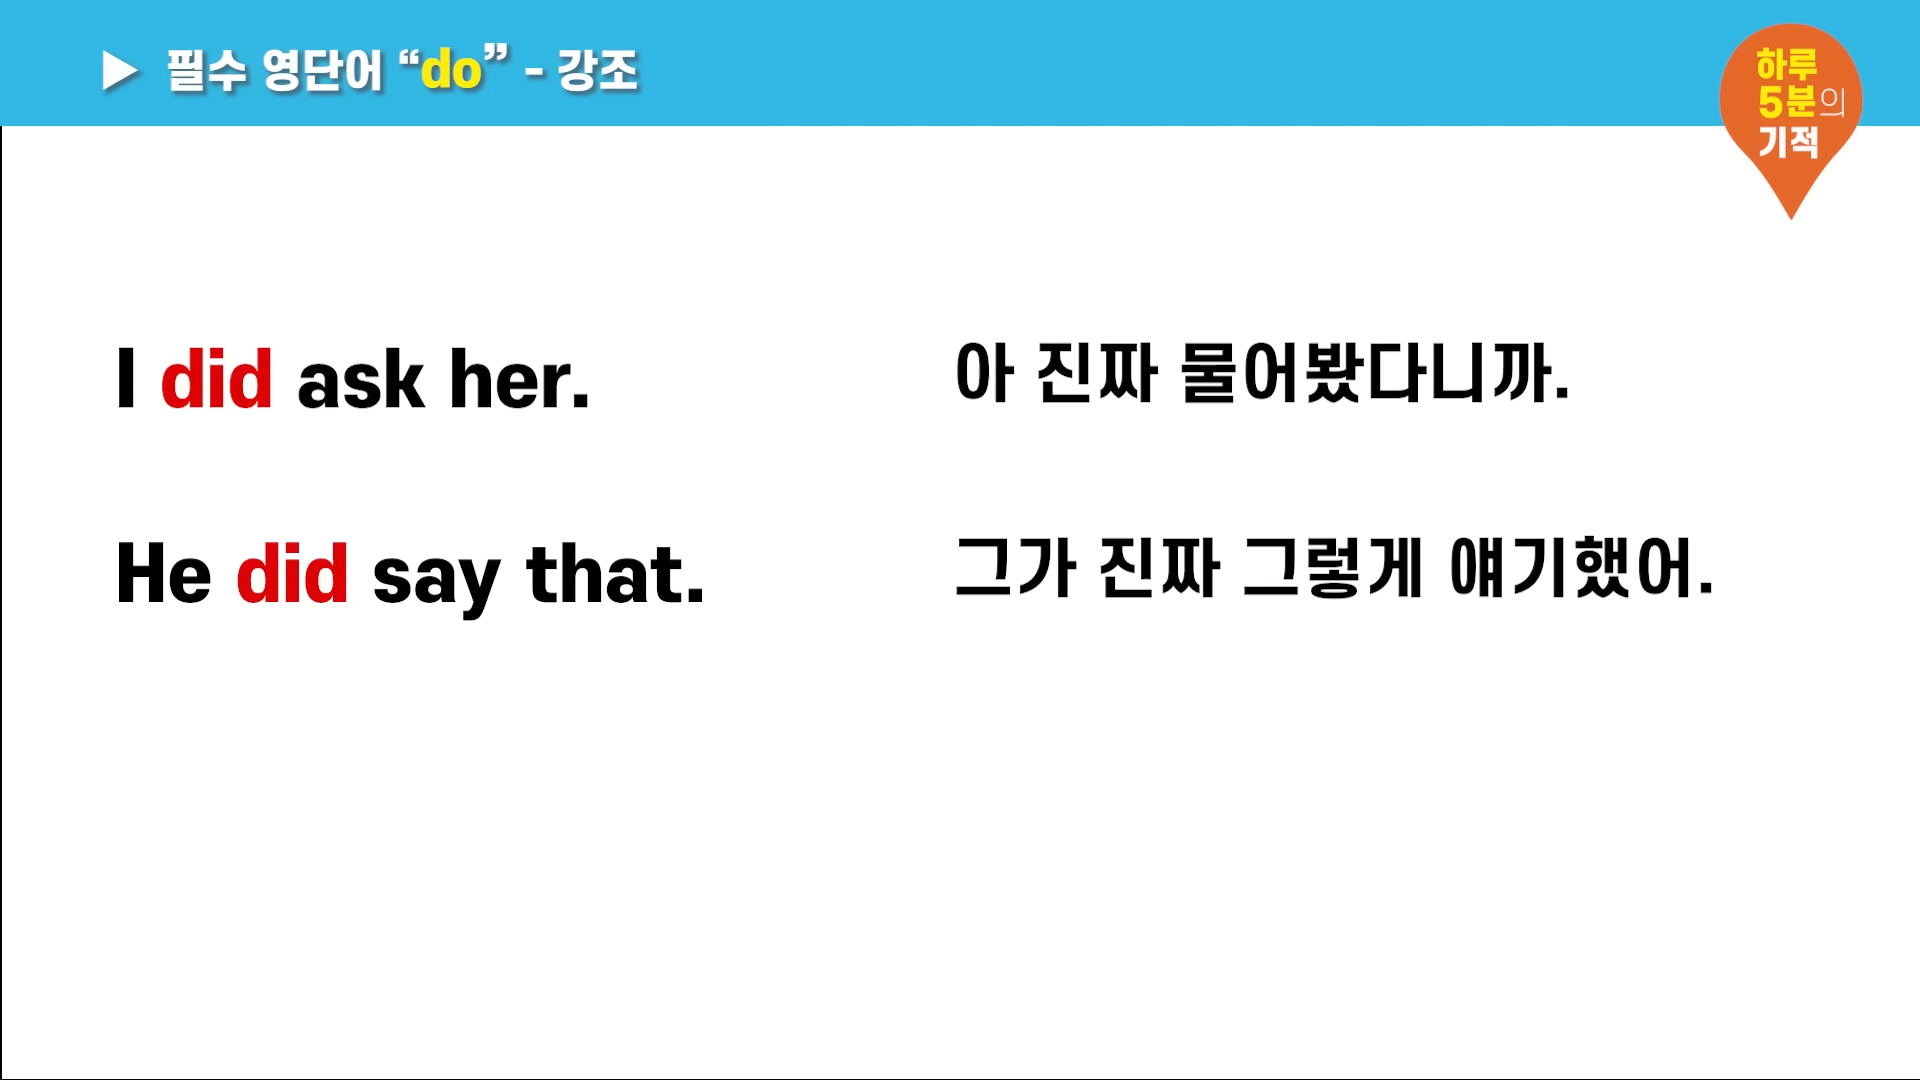 ▶ 필수 영단어 “do” - 강조
하루
5분의
기적
I did ask her.
아 진짜 물어봤다니까.
He did say that.
그가 진짜 그렇게 얘기했어.